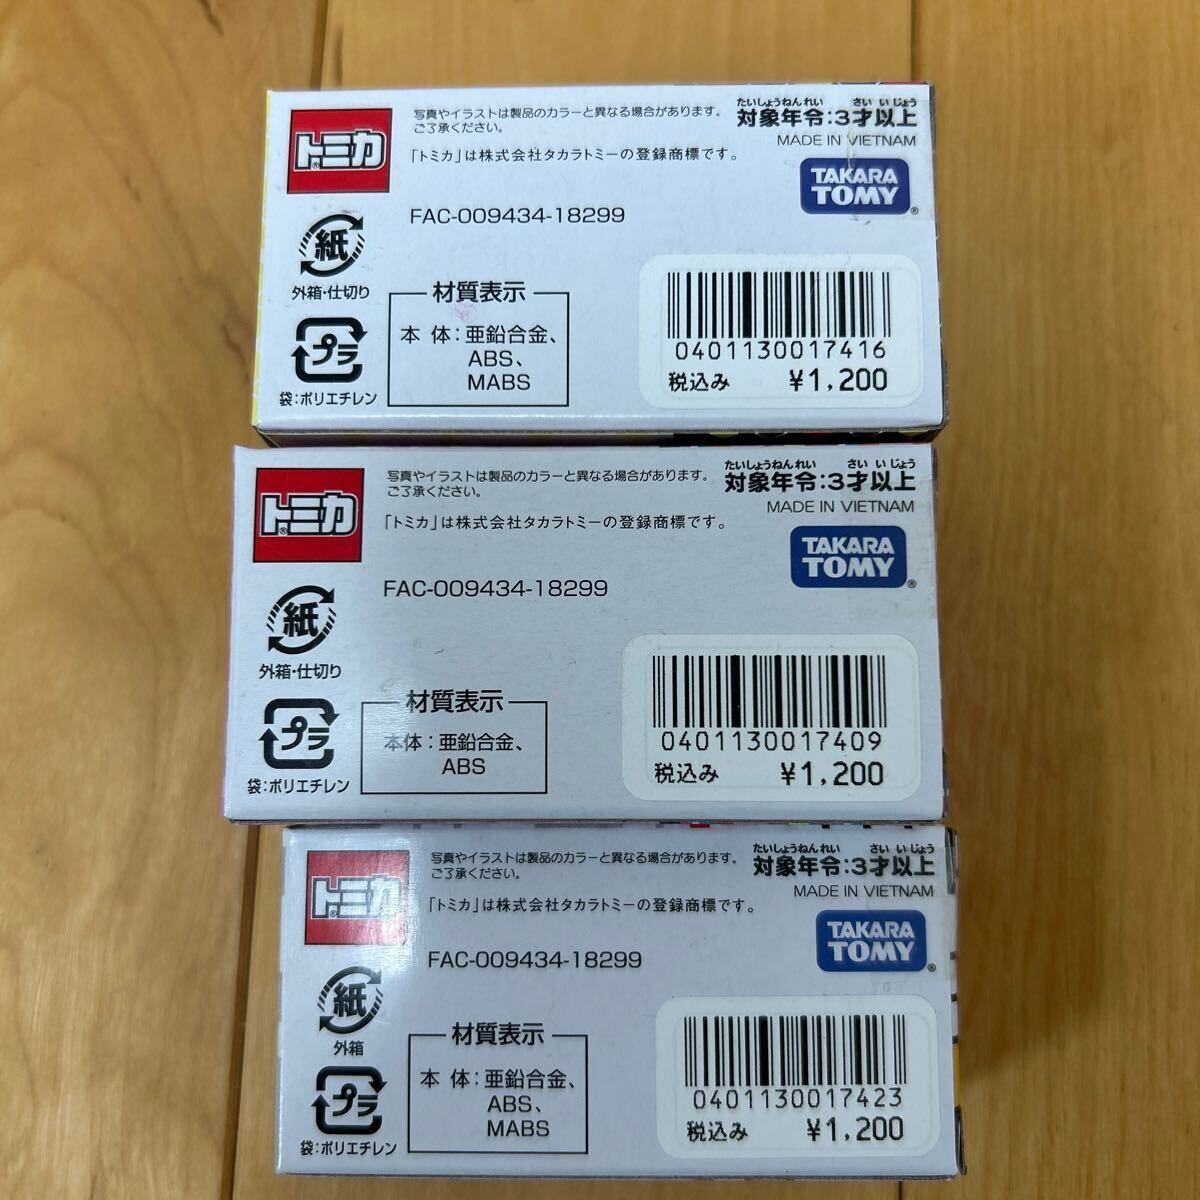 トミカ®
写真やイラストは製品のカラーと異なる場合があります。
ご了承ください。
「トミカ」は株式会社タカラトミーの登録商標です。
たいしょうねんれい さいいじょう
対象年令:3才以上
MADE IN VIETNAM
TAKARA
TOMY®
FAC-009434-18299
紙
外箱・仕切り
プラ
袋:ポリエチレン
材質表示
本 体:亜鉛合金、
ABS、
MABS
0401130017416
税込み ¥1,200
トミカ®
写真やイラストは製品のカラーと異なる場合があります。
ご了承ください。
「トミカ」は株式会社タカラトミーの登録商標です。
たいしょうねんれい さいいじょう
対象年令:3才以上
MADE IN VIETNAM
TAKARA
TOMY®
FAC-009434-18299
紙
外箱・仕切り
プラ
袋:ポリエチレン
材質表示
本体:亜鉛合金、
ABS
0401130017409
税込み ¥1,200
トミカ®
写真やイラストは製品のカラーと異なる場合があります。
ご了承ください。
「トミカ」は株式会社タカラトミーの登録商標です。
たいしょうねんれい さいいじょう
対象年令:3才以上
MADE IN VIETNAM
TAKARA
TOMY®
FAC-009434-18299
紙
外箱
プラ
袋:ポリエチレン
材質表示
本 体:亜鉛合金、
ABS、
MABS
0401130017423
税込み ¥1,200